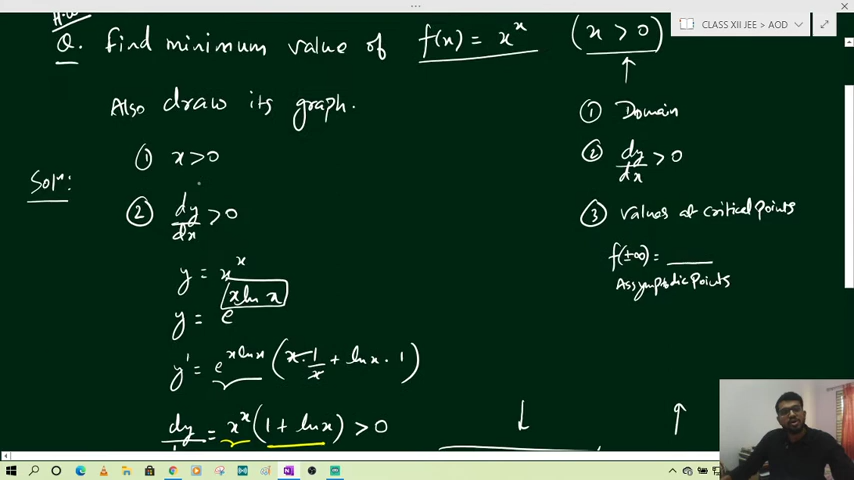 H.W
Q. Find minimum value of f(x) = x^x (x > 0)
Also draw its graph.
Soln:
① x>0
② dy/dx >0
y = x^x
y = e^(x ln x)
y' = e^(x ln x) (x·1/x + ln x · 1)
dy/ = x^x (1 + ln x) > 0
CLASS XII JEE > AOD
① Domain
② dy/dx > 0
③ Values at critical points
f(±∞) = ____
Assymptotic Points